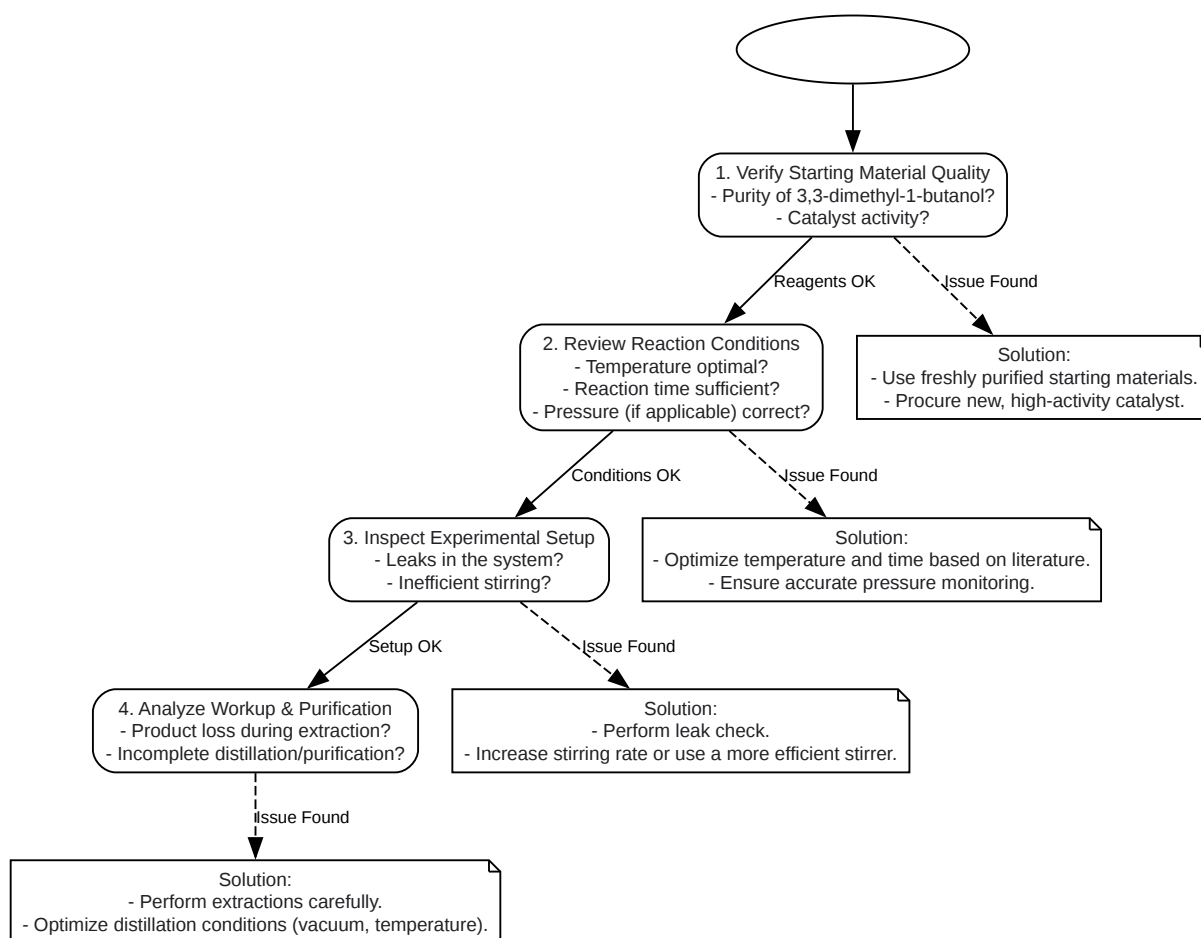 1. Verify Starting Material Quality
- Purity of 3,3-dimethyl-1-butanol?
- Catalyst activity?
Reagents OK
Issue Found
2. Review Reaction Conditions
- Temperature optimal?
- Reaction time sufficient?
- Pressure (if applicable) correct?
Solution:
- Use freshly purified starting materials.
- Procure new, high-activity catalyst.
Conditions OK
Issue Found
3. Inspect Experimental Setup
- Leaks in the system?
- Inefficient stirring?
Solution:
- Optimize temperature and time based on literature.
- Ensure accurate pressure monitoring.
Setup OK
Issue Found
4. Analyze Workup & Purification
- Product loss during extraction?
- Incomplete distillation/purification?
Solution:
- Perform leak check.
- Increase stirring rate or use a more efficient stirrer.
Issue Found
Solution:
- Perform extractions carefully.
- Optimize distillation conditions (vacuum, temperature).